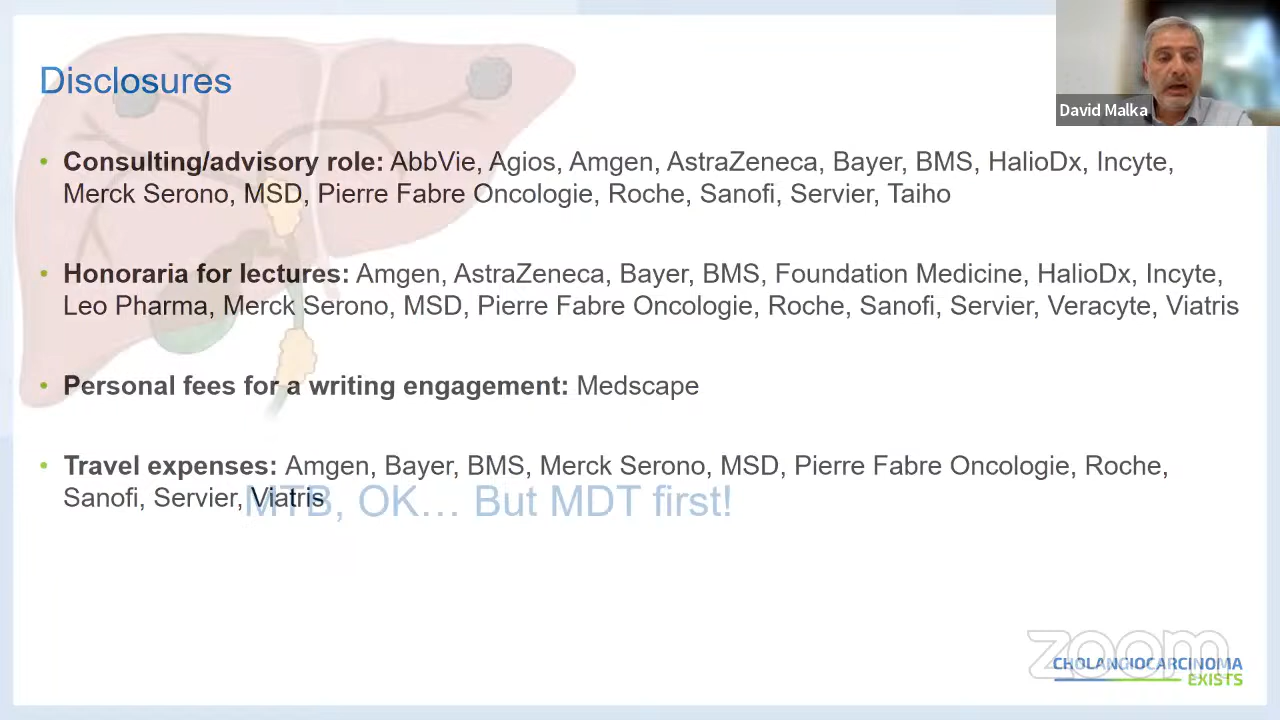 Disclosures
David Malka
• Consulting/advisory role: AbbVie, Agios, Amgen, AstraZeneca, Bayer, BMS, HalioDx, Incyte,
Merck Serono, MSD, Pierre Fabre Oncologie, Roche, Sanofi, Servier, Taiho
• Honoraria for lectures: Amgen, AstraZeneca, Bayer, BMS, Foundation Medicine, HalioDx, Incyte,
Leo Pharma, Merck Serono, MSD, Pierre Fabre Oncologie, Roche, Sanofi, Servier, Veracyte, Viatris
• Personal fees for a writing engagement: Medscape
• Travel expenses: Amgen, Bayer, BMS, Merck Serono, MSD, Pierre Fabre Oncologie, Roche,
Sanofi, Servier, Viatris
MTB, OK… But MDT first!
zoom
CHOLANGIOCARCINOMA
EXISTS